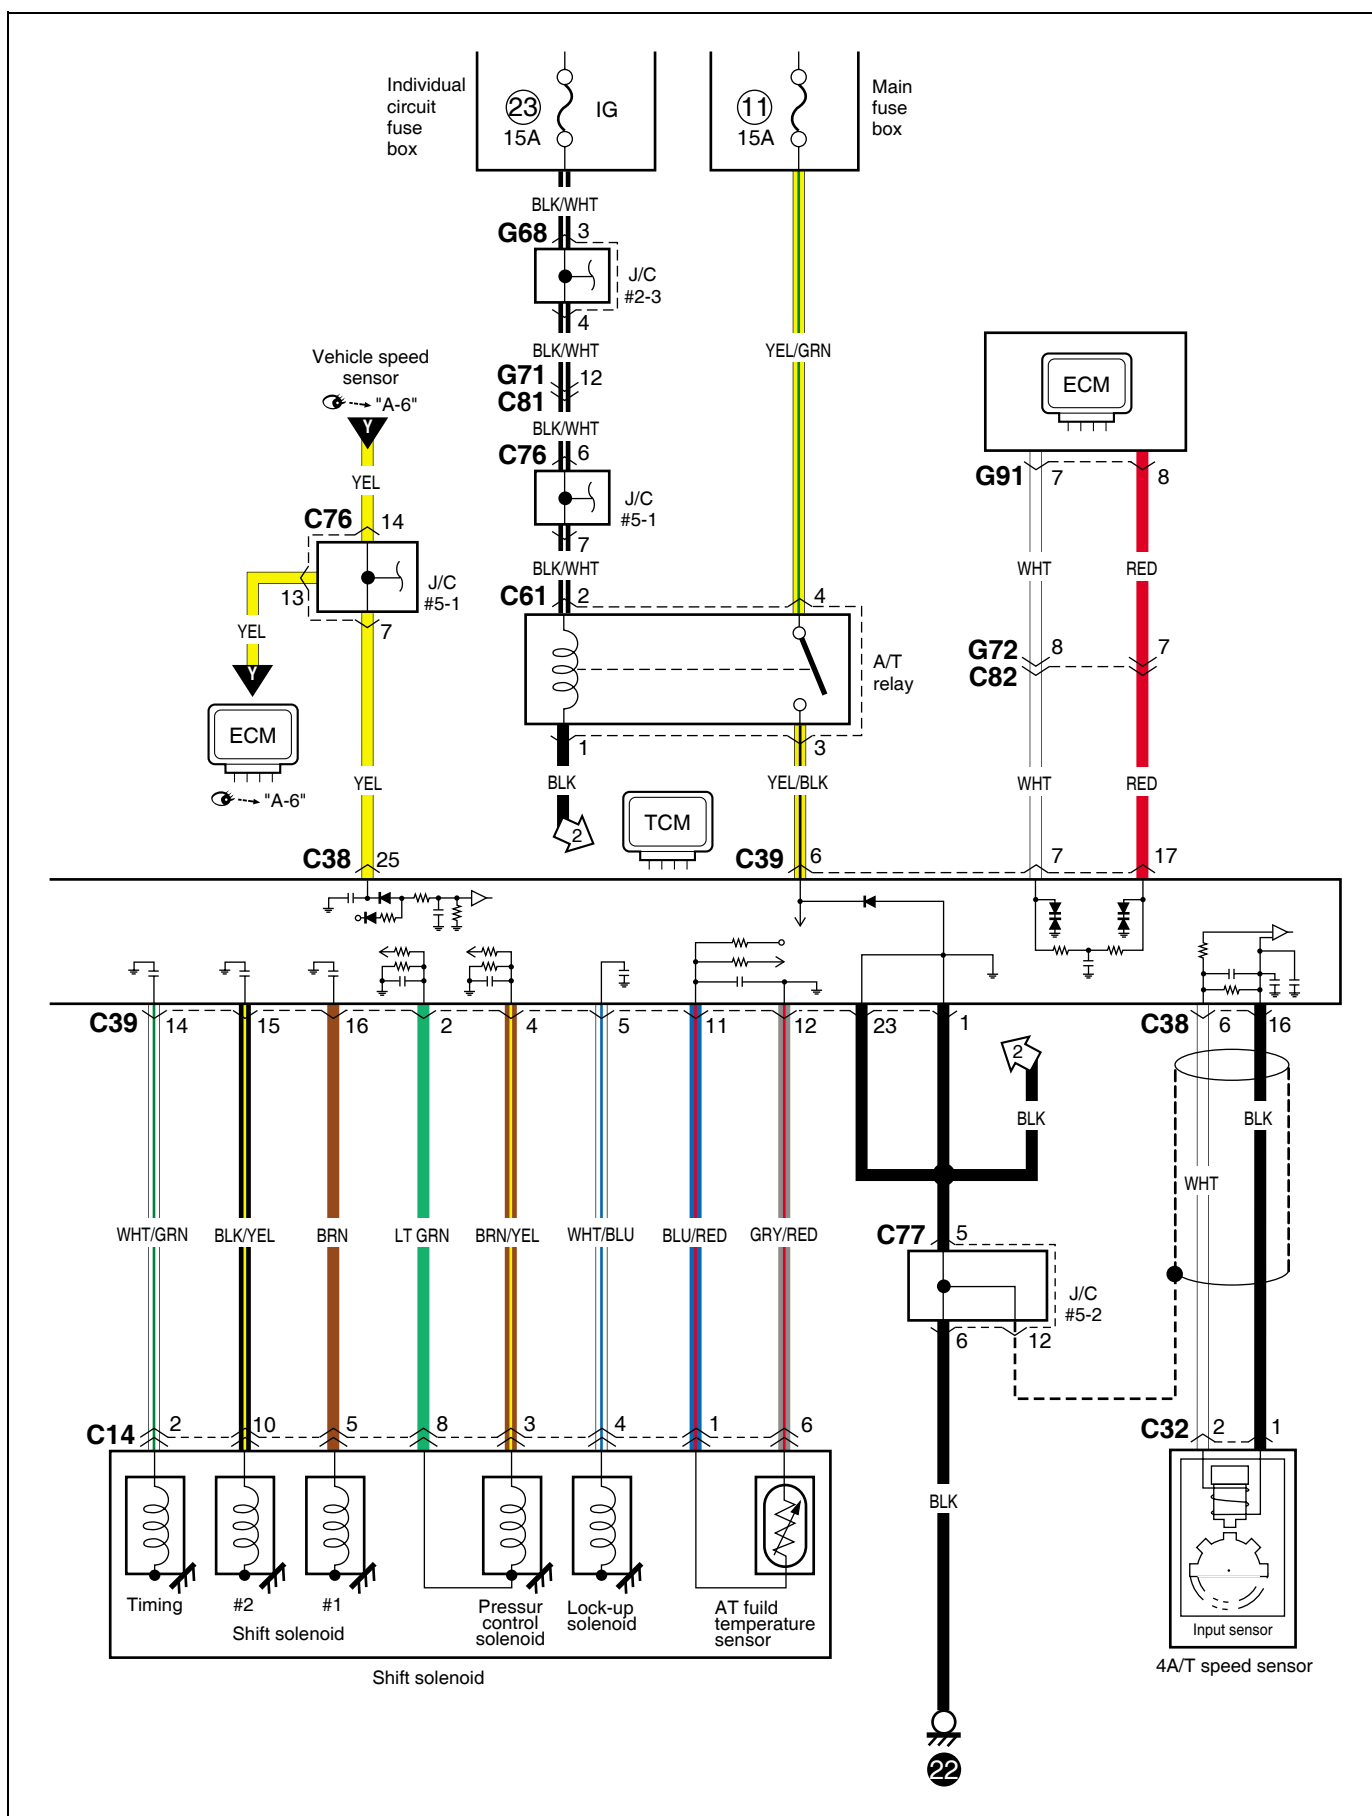 Individual
circuit
fuse
box
23
15A
IG
11
15A
Main
fuse
box
BLK/WHT
G68
3
J/C
#2-3
4
BLK/WHT
YEL/GRN
G71
12
C81
BLK/WHT
C76
6
J/C
#5-1
7
BLK/WHT
C61
2
4
A/T
relay
1
3
BLK
YEL/BLK
2
Vehicle speed
sensor
"A-6"
Y
YEL
C76
14
J/C
#5-1
13
7
YEL
Y
ECM
"A-6"
YEL
ECM
G91
7
8
WHT
RED
G72
8
7
C82
WHT
RED
TCM
C38
25
C39
6
7
17
C39
14
15
16
2
4
5
11
12
23
1
C38
6
16
2
BLK
BLK
WHT
WHT/GRN
BLK/YEL
BRN
LT GRN
BRN/YEL
WHT/BLU
BLU/RED
GRY/RED
C77
5
J/C
#5-2
6
12
C14
2
10
5
8
3
4
1
6
C32
2
1
BLK
Timing
#2
#1
Shift solenoid
Pressur
control
solenoid
Lock-up
solenoid
AT fuild
temperature
sensor
Shift solenoid
Input sensor
4A/T speed sensor
22